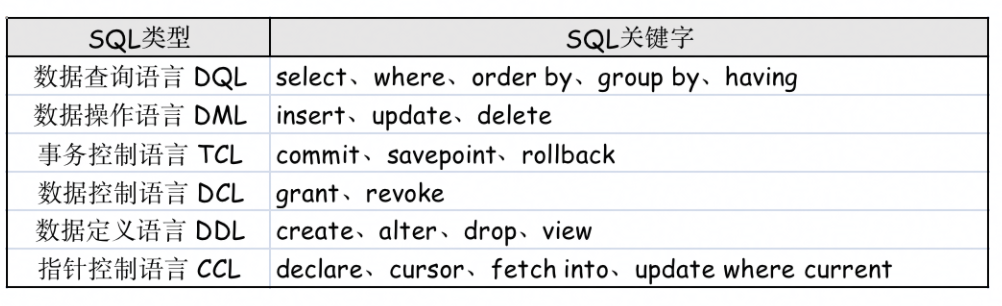 SQL类型 SQL关键字
数据查询语言 DQL select、where、order by、group by、having
数据操作语言 DML insert、update、delete
事务控制语言 TCL commit、savepoint、rollback
数据控制语言 DCL grant、revoke
数据定义语言 DDL create、alter、drop、view
指针控制语言 CCL declare、cursor、fetch into、update where current